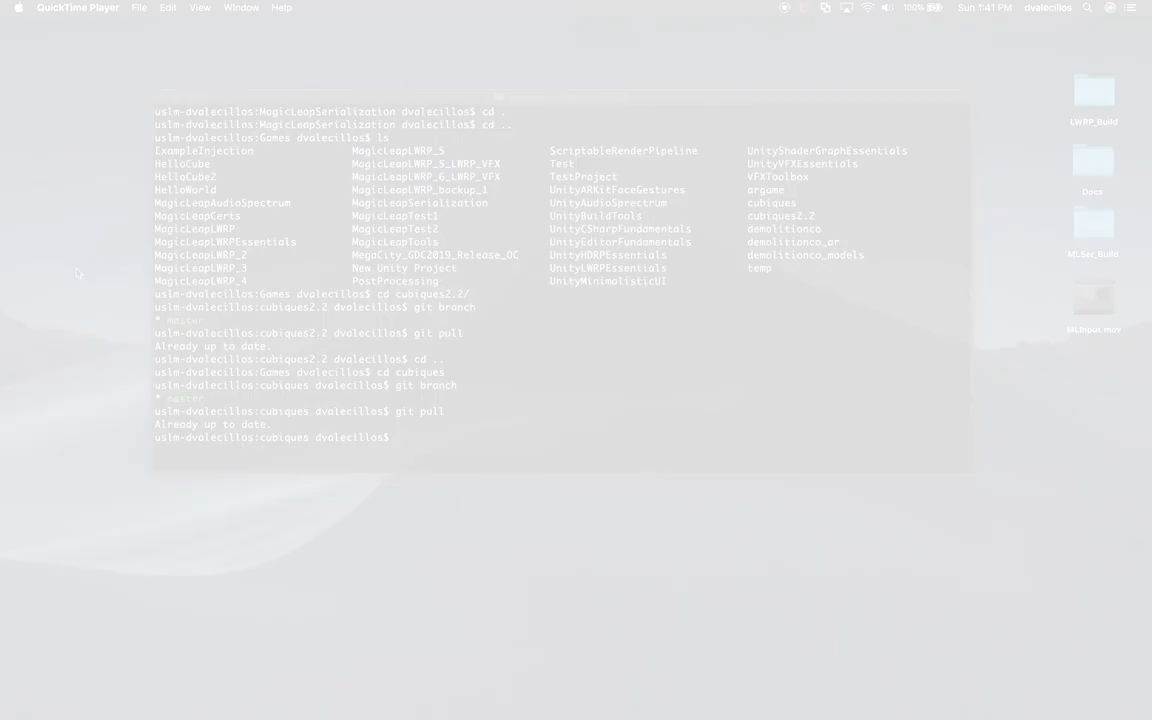 QuickTime Player File Edit View Window Help 100% Sun 1:41 PM dvalecillos
uslm-dvalecillos:MagicLeapSerialization dvalecillos$ cd .
uslm-dvalecillos:MagicLeapSerialization dvalecillos$ cd ..
uslm-dvalecillos:Games dvalecillos$ ls
ExampleInjection MagicLeapLWRP_5 ScriptableRenderPipeline UnityShaderGraphEssentials
HelloCube MagicLeapLWRP_5_LWRP_VFX Test UnityVFXEssentials
HelloCube2 MagicLeapLWRP_6_LWRP_VFX TestProject VFXToolbox
HelloWorld MagicLeapLWRP_backup_1 UnityARKitFaceGestures argame
MagicLeapAudioSpectrum MagicLeapSerialization UnityAudioSprectrum cubiques
MagicLeapCerts MagicLeapTest1 UnityBuildTools cubiques2.2
MagicLeapLWRP MagicLeapTest2 UnityCSharpFundamentals demolitionco
MagicLeapLWRPEssentials MagicLeapTools UnityEditorFundamentals demolitionco_ar
MagicLeapLWRP_2 MegaCity_GDC2019_Release_OC UnityHDRPEssentials demolitionco_models
MagicLeapLWRP_3 New Unity Project UnityLWRPEssentials temp
MagicLeapLWRP_4 PostProcessing UnityMinimalisticUI
uslm-dvalecillos:Games dvalecillos$ cd cubiques2.2/
uslm-dvalecillos:cubiques2.2 dvalecillos$ git branch
* master
uslm-dvalecillos:cubiques2.2 dvalecillos$ git pull
Already up to date.
uslm-dvalecillos:cubiques2.2 dvalecillos$ cd ..
uslm-dvalecillos:Games dvalecillos$ cd cubiques
uslm-dvalecillos:cubiques dvalecillos$ git branch
* master
uslm-dvalecillos:cubiques dvalecillos$ git pull
Already up to date.
uslm-dvalecillos:cubiques dvalecillos$
LWRP_Build
Docs
MLSer_Build
MLInput.mov